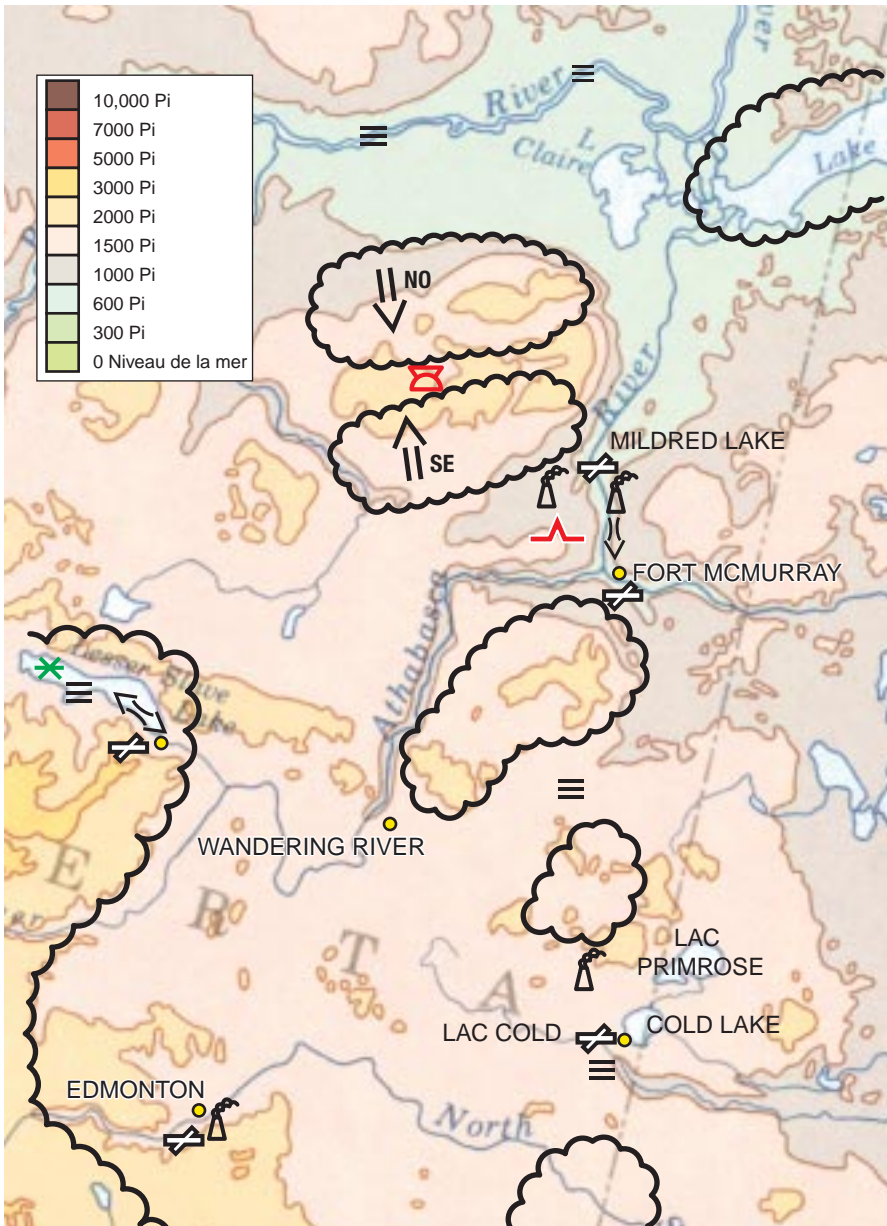 10,000 Pi
7000 Pi
5000 Pi
3000 Pi
2000 Pi
1500 Pi
1000 Pi
600 Pi
300 Pi
0 Niveau de la mer
River
L
Claire
Lake
NO
SE
River
MILDRED LAKE
FORT MCMURRAY
Athabasca
Lesser Slave
Lake
WANDERING RIVER
E
R
T
A
LAC
PRIMROSE
LAC COLD
COLD LAKE
EDMONTON
North